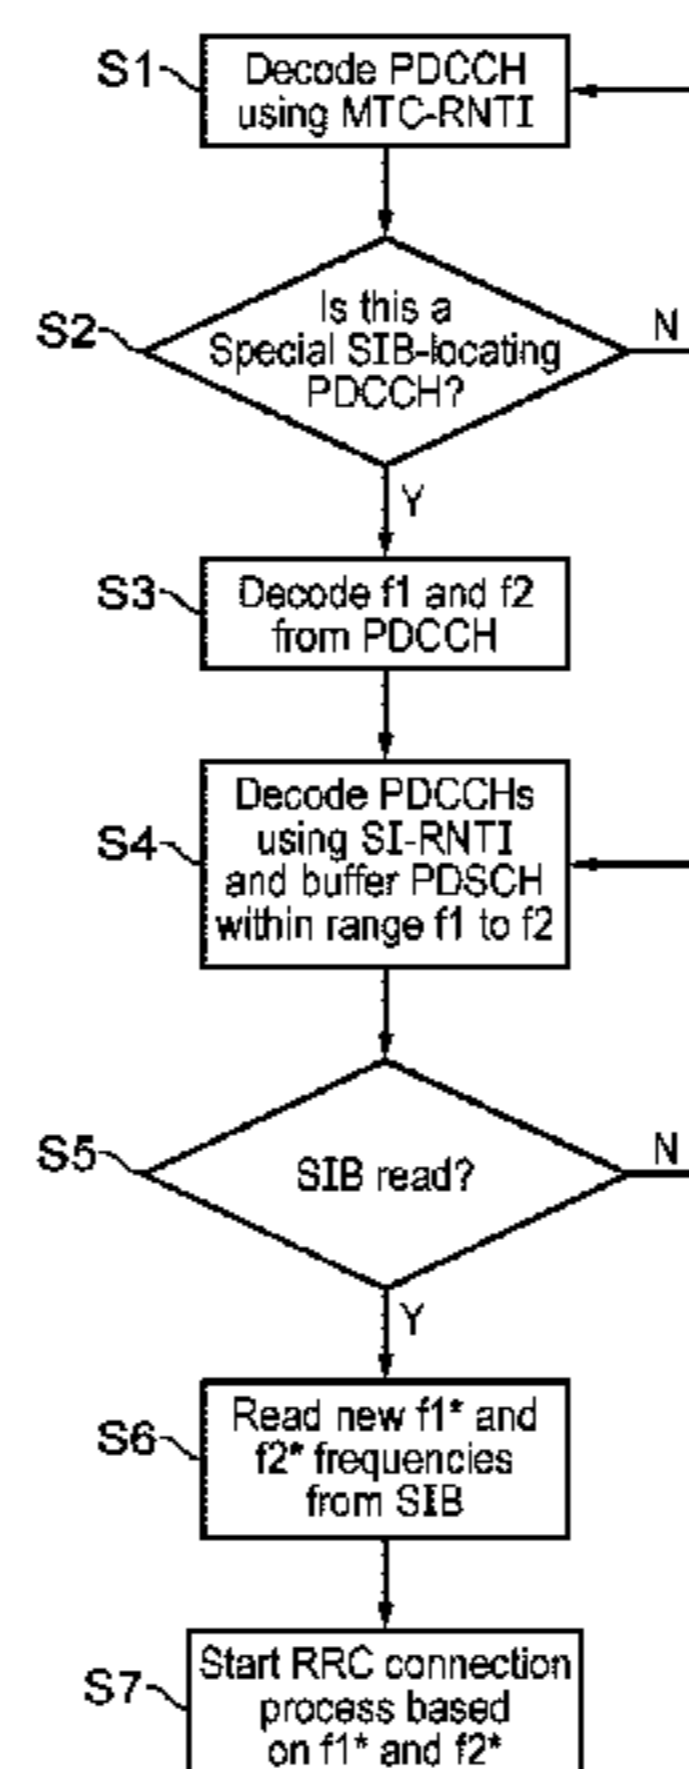 S1
Decode PDCCH
using MTC-RNTI
S2
Is this a
Special SIB-locating
PDCCH?
N
Y
S3
Decode f1 and f2
from PDCCH
S4
Decode PDCCHs
using SI-RNTI
and buffer PDSCH
within range f1 to f2
S5
SIB read?
N
Y
S6
Read new f1* and
f2* frequencies
from SIB
S7
Start RRC connection
process based
on f1* and f2*